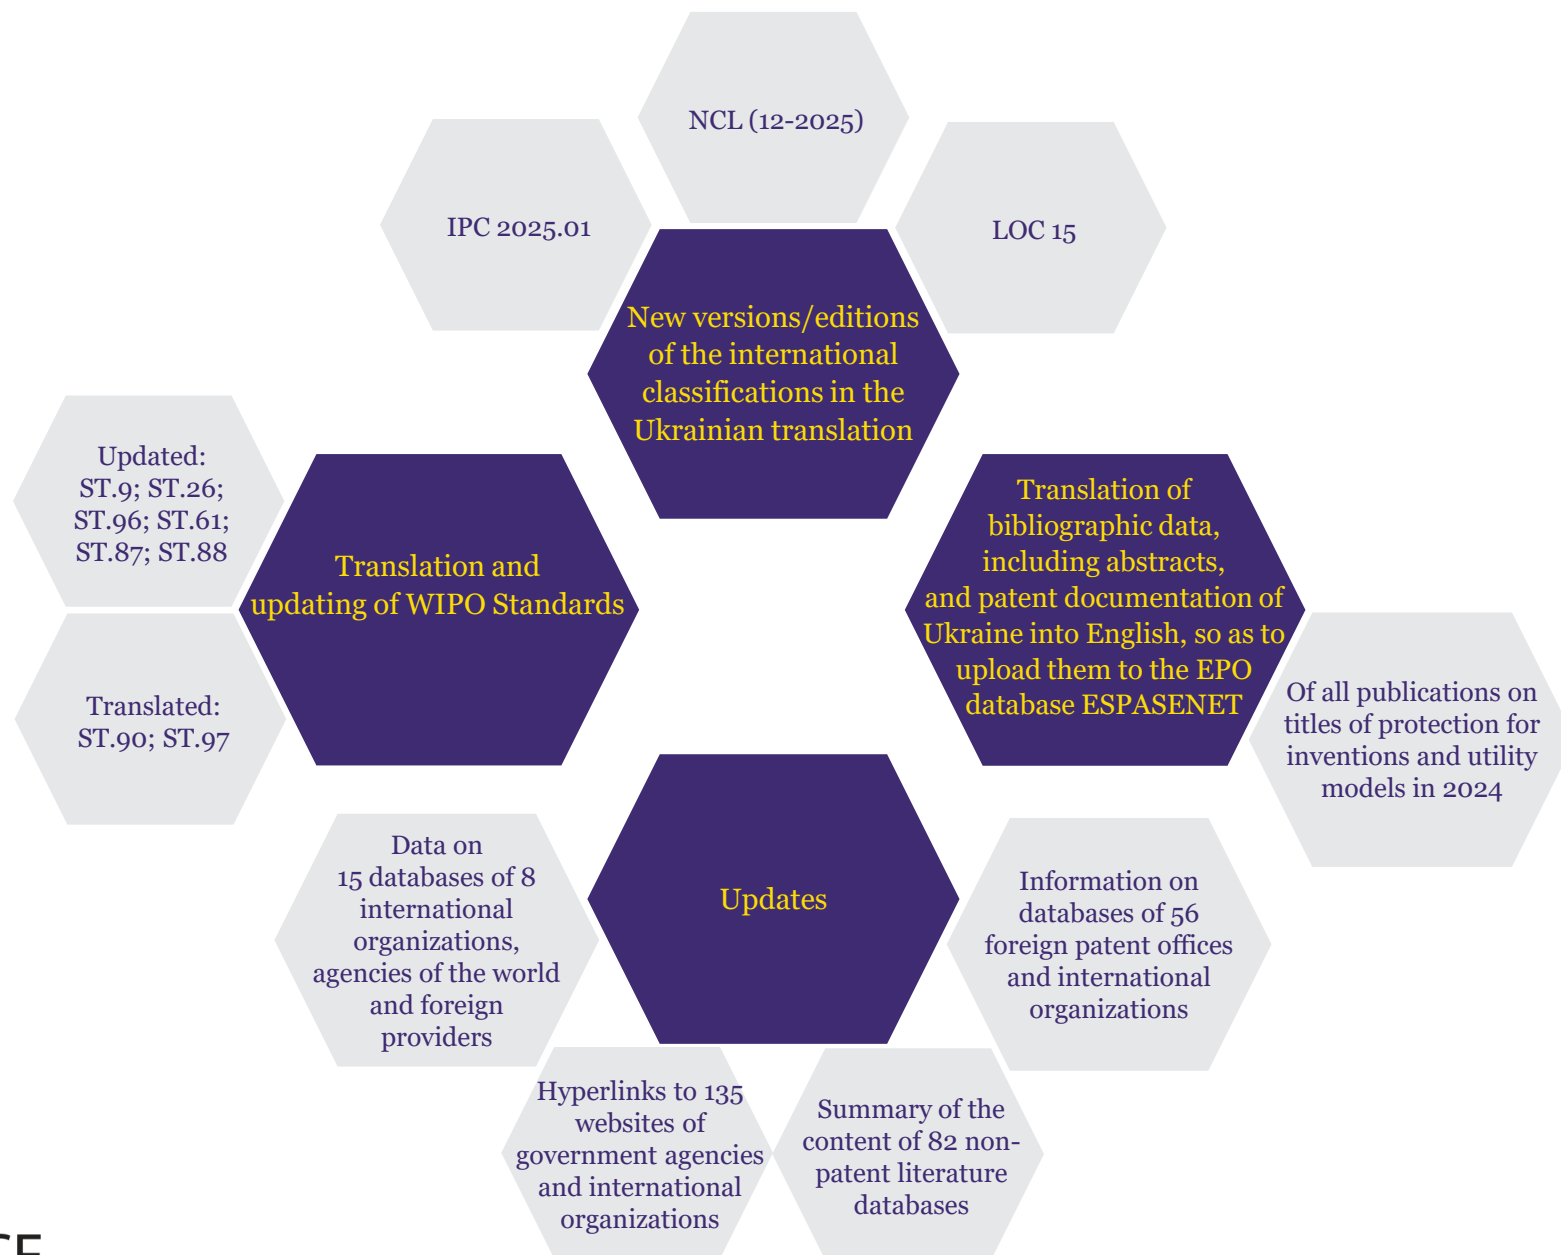 NCL (12-2025)
IPC 2025.01
LOC 15
New versions/editions
of the international
classifications in the
Ukrainian translation
Updated:
ST.9; ST.26;
ST.96; ST.61;
ST.87; ST.88
Translation and
updating of WIPO Standards
Translated:
ST.90; ST.97
Translation of
bibliographic data,
including abstracts,
and patent documentation of
Ukraine into English, so as to
upload them to the EPO
database ESPASENET
Of all publications on
titles of protection for
inventions and utility
models in 2024
Updates
Data on
15 databases of 8
international
organizations,
agencies of the world
and foreign
providers
Information on
databases of 56
foreign patent offices
and international
organizations
Hyperlinks to 135
websites of
government agencies
and international
organizations
Summary of the
content of 82 non-
patent literature
databases